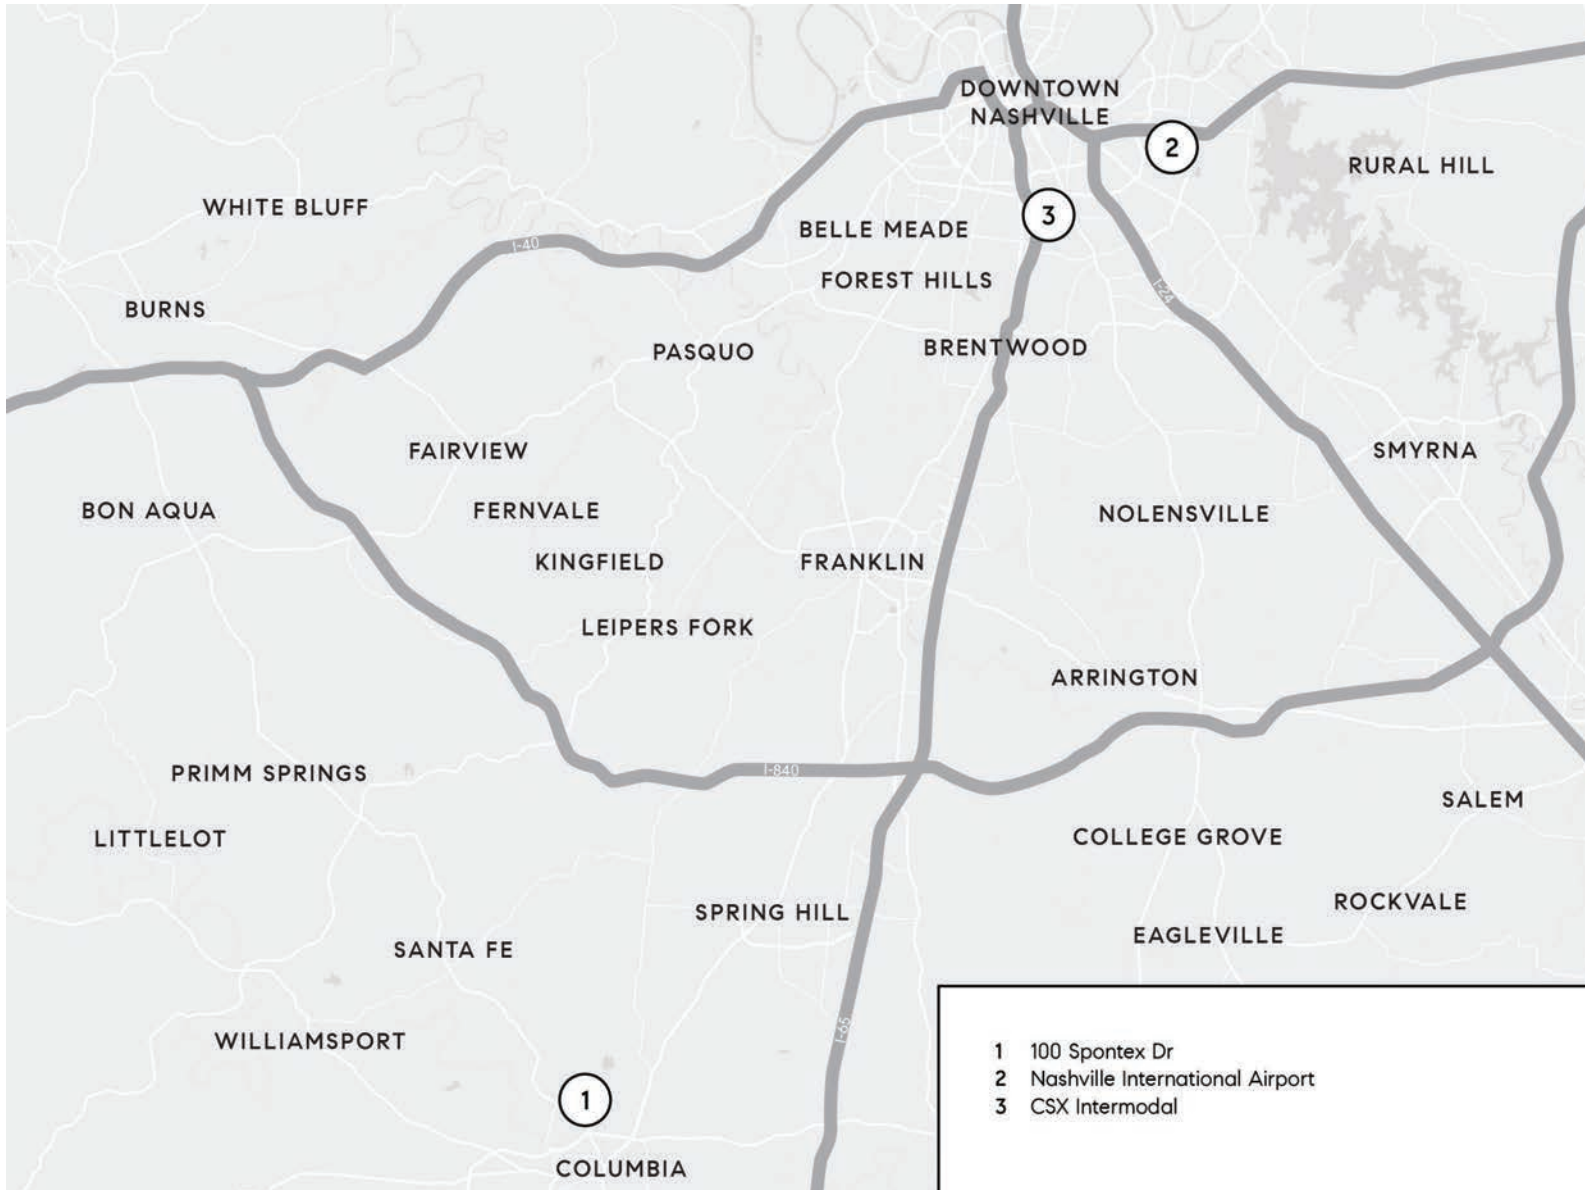 DOWNTOWN
NASHVILLE
2
RURAL HILL
WHITE BLUFF
3
BELLE MEADE
I-40
FOREST HILLS
I-24
BURNS
BRENTWOOD
PASQUO
FAIRVIEW
SMYRNA
BON AQUA
FERNVALE
NOLENSVILLE
KINGFIELD
FRANKLIN
LEIPERS FORK
ARRINGTON
PRIMM SPRINGS
I-840
SALEM
LITTLELOT
COLLEGE GROVE
ROCKVALE
SPRING HILL
EAGLEVILLE
SANTA FE
I-65
WILLIAMSPORT
1
COLUMBIA
1 100 Spontex Dr
2 Nashville International Airport
3 CSX Intermodal